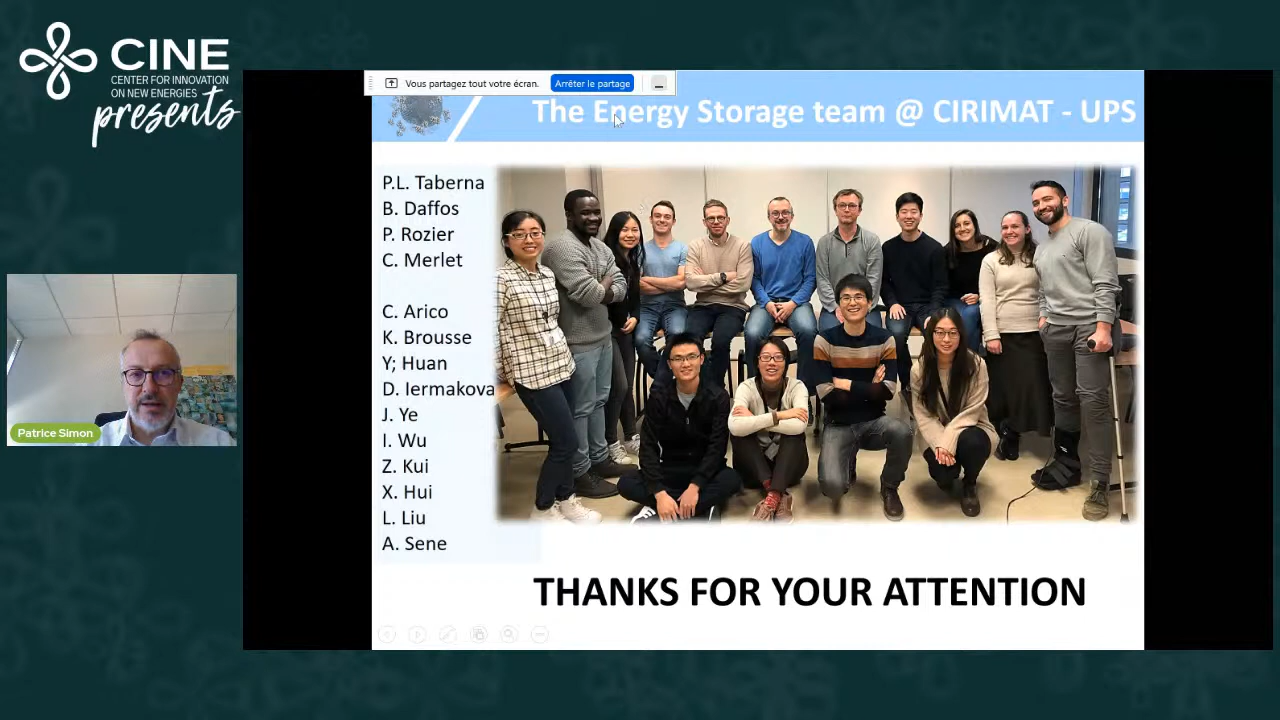 CINE
CENTER FOR INNOVATION
ON NEW ENERGIES
presents
Vous partagez tout votre écran.
Arrêter le partage
The Energy Storage team @ CIRIMAT - UPS
P.L. Taberna
B. Daffos
P. Rozier
C. Merlet
C. Arico
K. Brousse
Y; Huan
D. Iermakova
J. Ye
I. Wu
Z. Kui
X. Hui
L. Liu
A. Sene
Patrice Simon
THANKS FOR YOUR ATTENTION